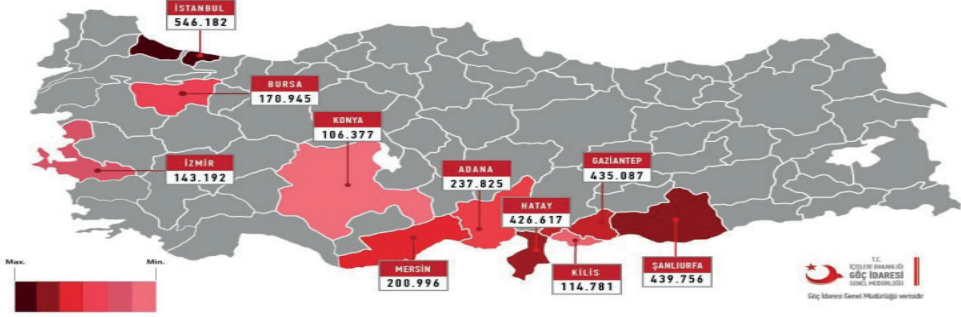 İSTANBUL
546.182
BURSA
170.945
KONYA
106.377
İZMİR
143.192
ADANA
237.825
GAZİANTEP
435.087
HATAY
426.617
MERSİN
200.996
KİLİS
114.781
ŞANLIURFA
439.756
Max.
Min.
T.C.
İÇİŞLERİ BAKANLIĞI
GÖÇ İDARESİ
GENEL MÜDÜRLÜĞÜ
Göç İdaresi Genel Müdürlüğü verisidir